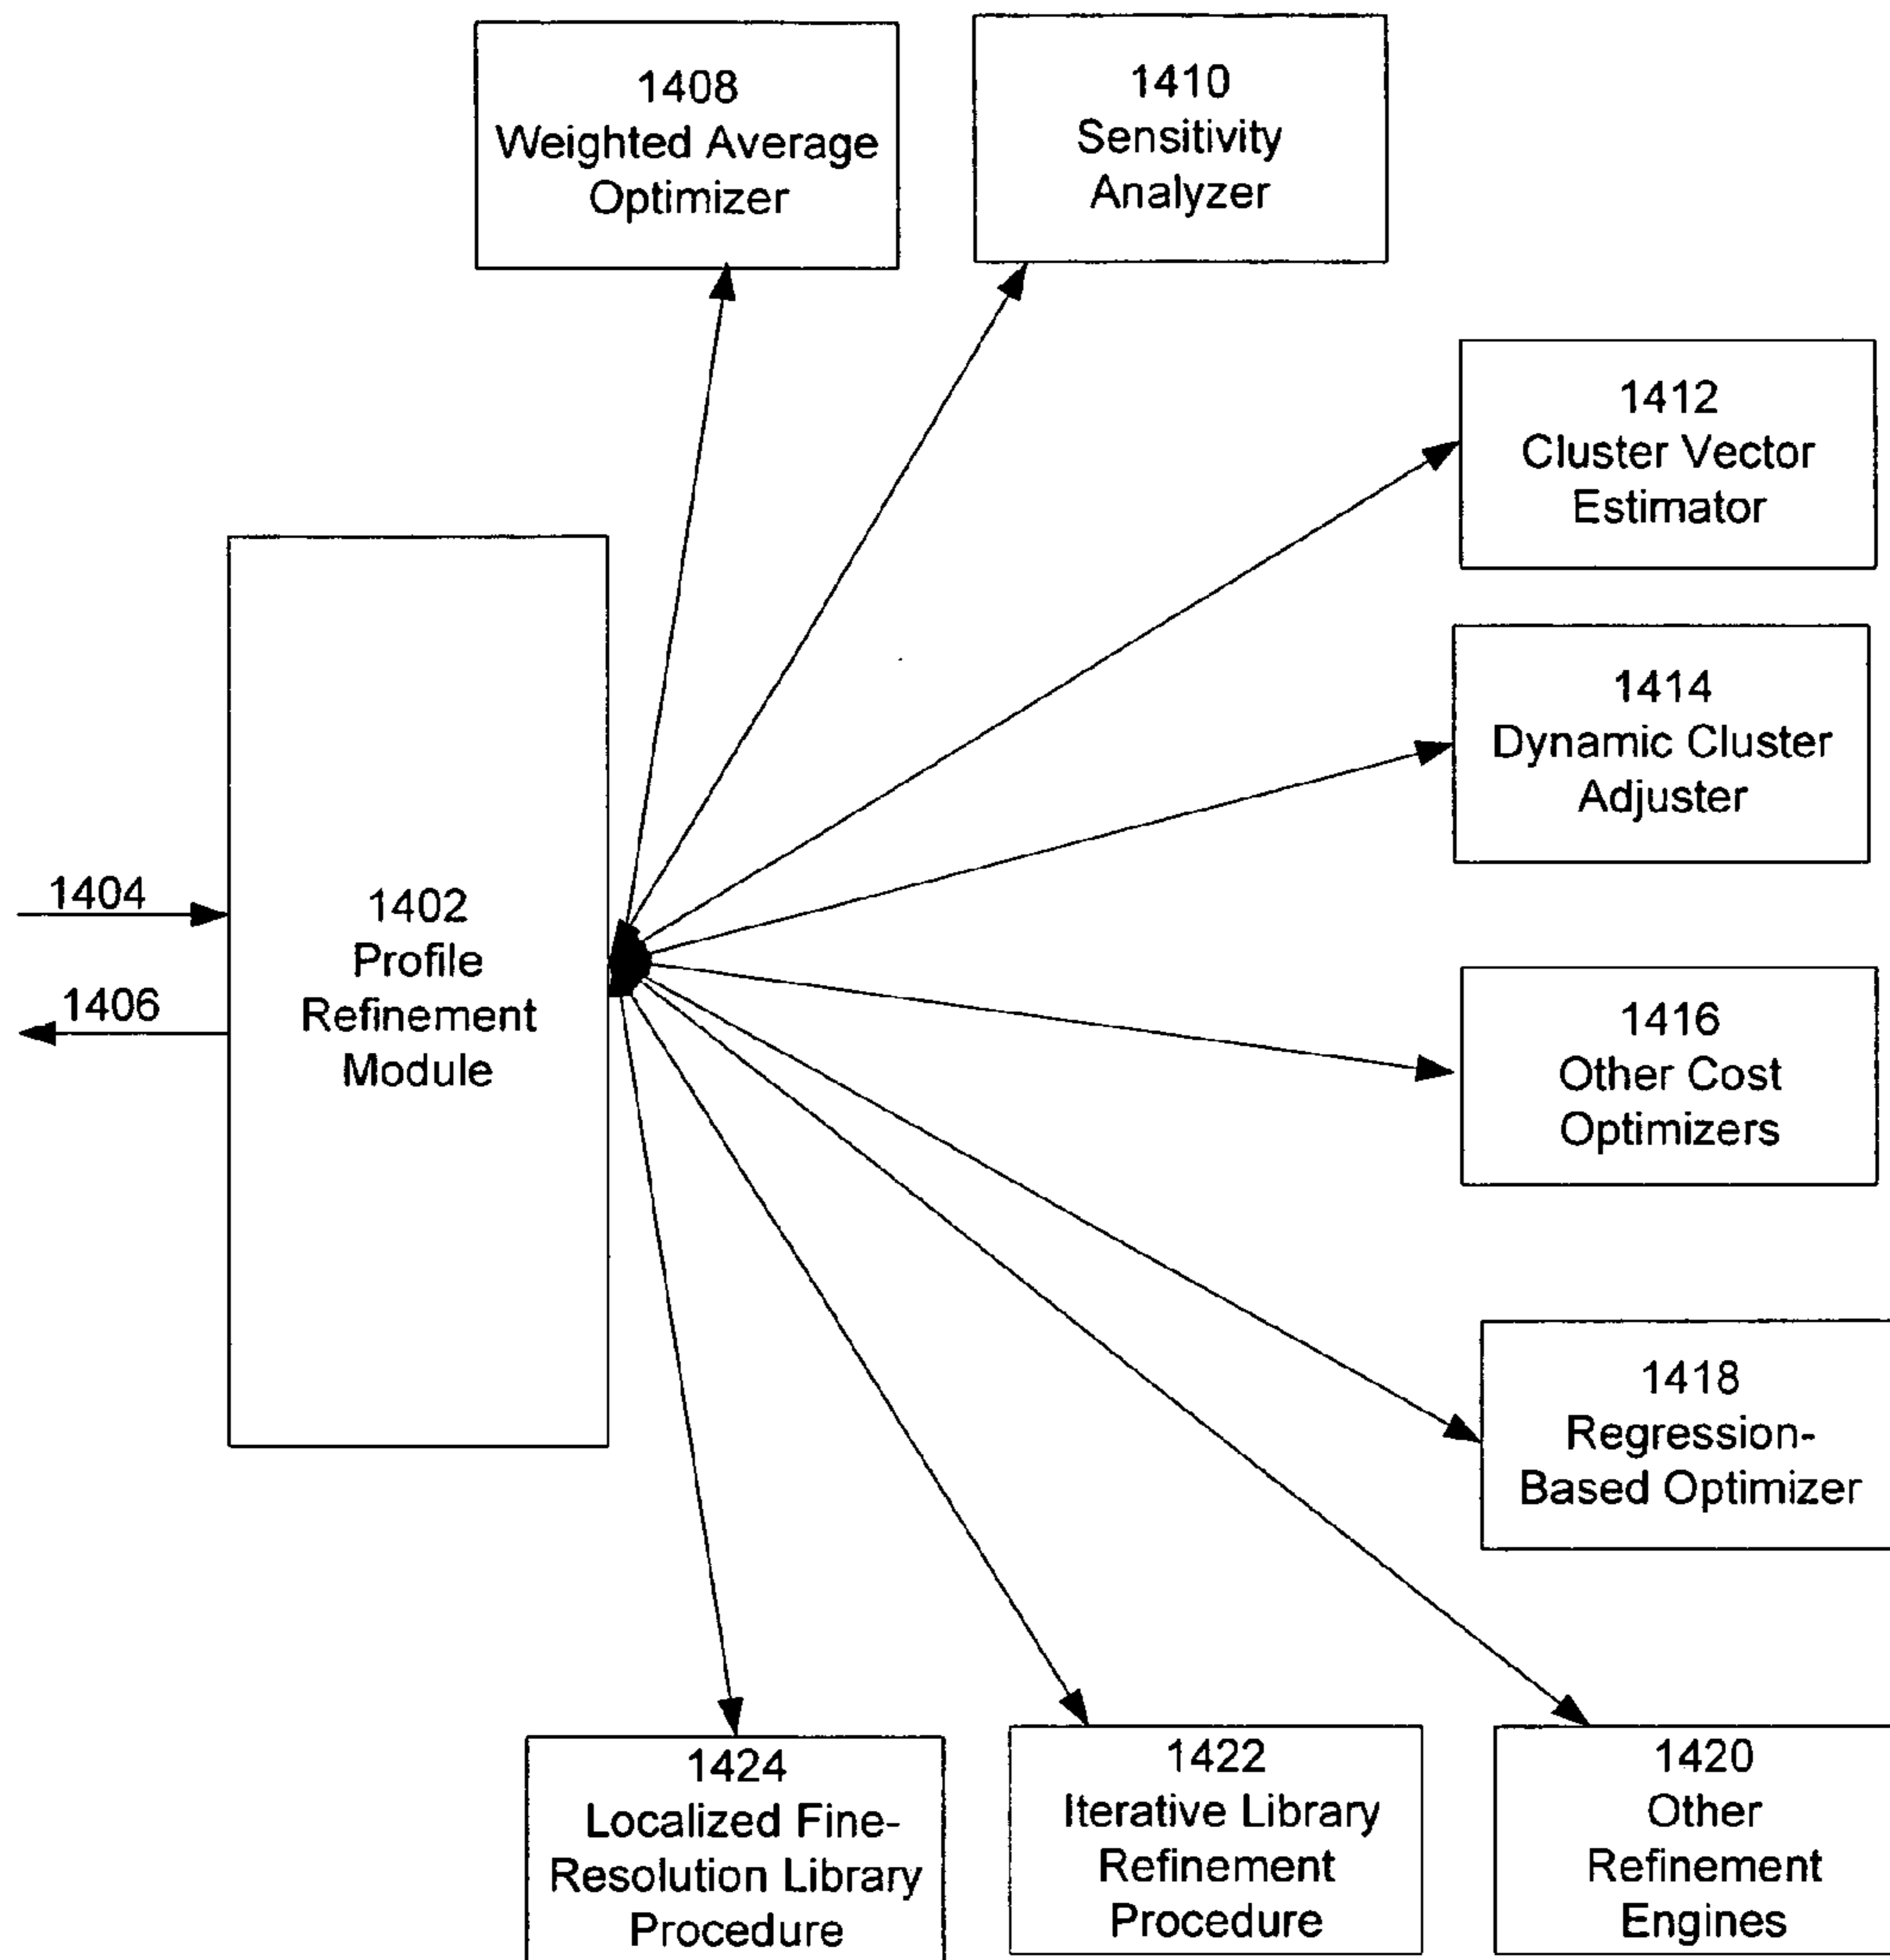 1408
Weighted Average
Optimizer
1410
Sensitivity
Analyzer
1412
Cluster Vector
Estimator
1414
Dynamic Cluster
Adjuster
1404
1406
1402
Profile
Refinement
Module
1416
Other Cost
Optimizers
1418
Regression-
Based Optimizer
1424
Localized Fine-
Resolution Library
Procedure
1422
Iterative Library
Refinement
Procedure
1420
Other
Refinement
Engines